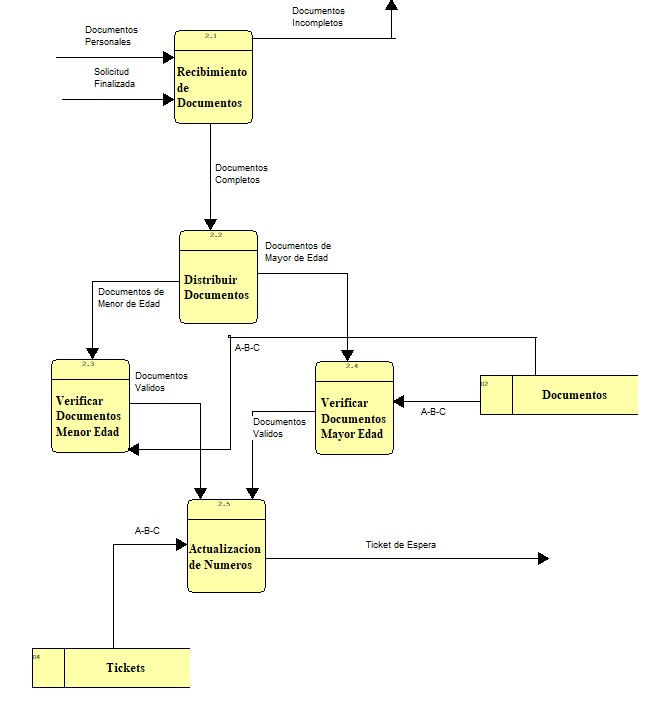 Documentos
Incompletos
Documentos
Personales
2.1
Solicitud
Finalizada
Recibimiento
de
Documentos
Documentos
Completos
2.2
Documentos de
Mayor de Edad
Distribuir
Documentos
Documentos de
Menor de Edad
A-B-C
2.3
2.4
Documentos
Validos
D2
Documentos
Verificar
Documentos
Menor Edad
Verificar
Documentos
Mayor Edad
A-B-C
Documentos
Validos
2.5
A-B-C
Actualizacion
de Numeros
Ticket de Espera
D4
Tickets